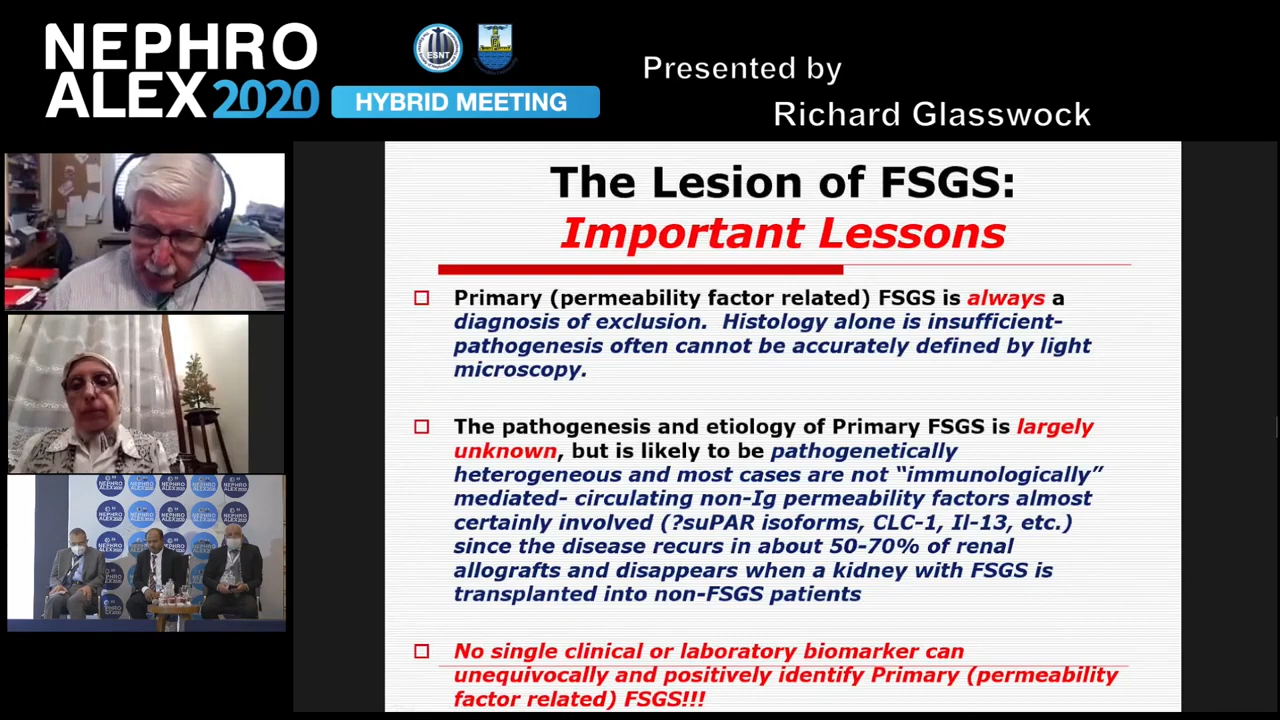 NEPHRO
ALEX2020
HYBRID MEETING
ESNT
Presented by
Richard Glasswock
The Lesion of FSGS:
Important Lessons
Primary (permeability factor related) FSGS is always a
diagnosis of exclusion. Histology alone is insufficient-
pathogenesis often cannot be accurately defined by light
microscopy.
The pathogenesis and etiology of Primary FSGS is largely
unknown, but is likely to be pathogenetically
heterogeneous and most cases are not “immunologically”
mediated- circulating non-Ig permeability factors almost
certainly involved (?suPAR isoforms, CLC-1, Il-13, etc.)
since the disease recurs in about 50-70% of renal
allografts and disappears when a kidney with FSGS is
transplanted into non-FSGS patients
No single clinical or laboratory biomarker can
unequivocally and positively identify Primary (permeability
factor related) FSGS!!!